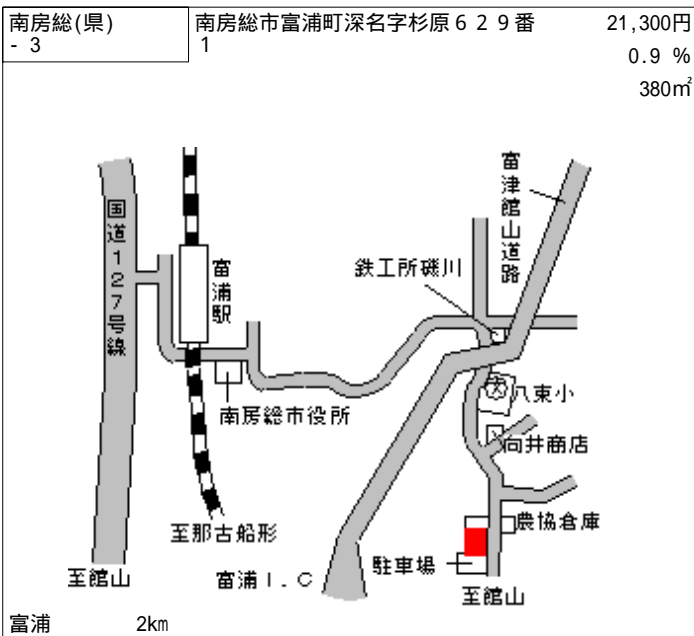 南房総(県)
- 3
南房総市富浦町深名字杉原６２９番
1
21,300円
0.9 %
380㎡
富津館山道路
国道127号線
富浦駅
鉄工所磯川
八束小
南房総市役所
向井商店
農協倉庫
至那古船形
駐車場
至館山
富浦I.C
至館山
富浦 2km